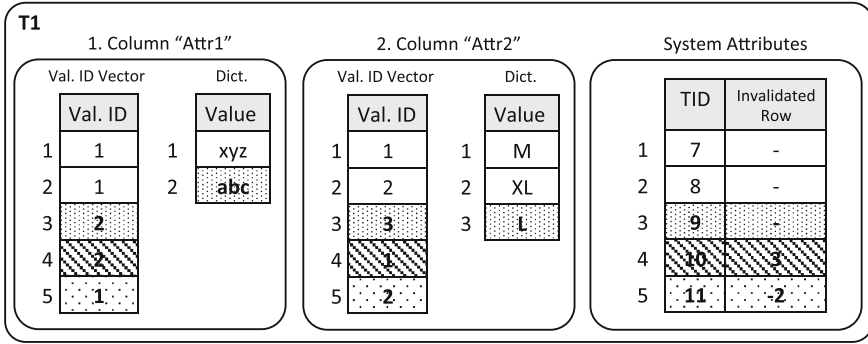 T1
1. Column “Attr1” 2. Column “Attr2” System Attributes
Val. ID Vector Dict. Val. ID Vector Dict.
Val. ID Value Val. ID Value TID Invalidated Row
1 1 1 xyz 1 1 1 M 1 7 -
2 1 2 abc 2 2 2 XL 2 8 -
3 2 3 3 3 L 3 9 -
4 2 4 1 4 10 3
5 1 5 2 5 11 -2